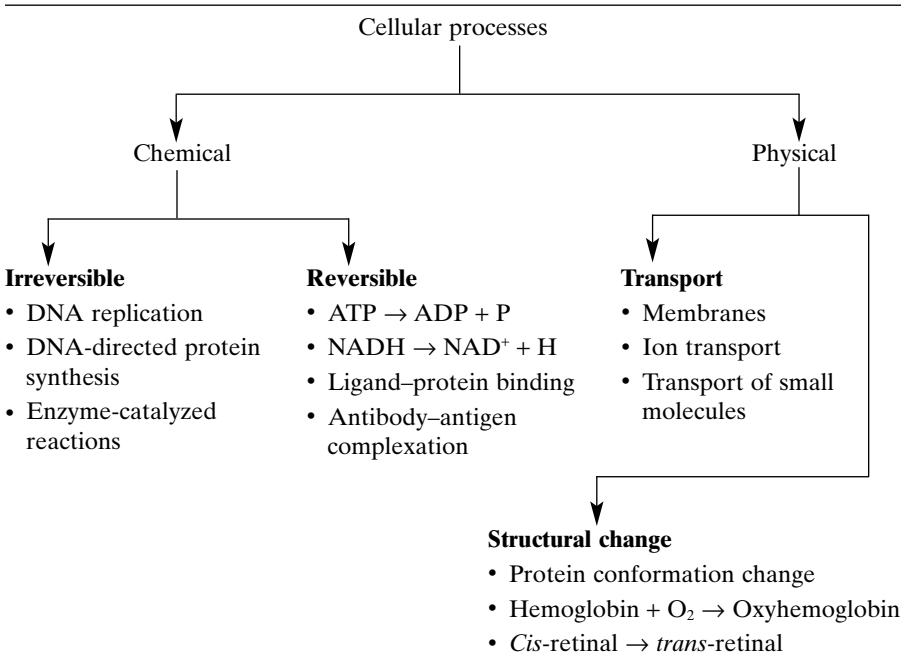 Cellular processes
Chemical
Physical
Irreversible
• DNA replication
• DNA-directed protein
synthesis
• Enzyme-catalyzed
reactions
Reversible
• ATP → ADP + P
• NADH → NAD⁺ + H
• Ligand–protein binding
• Antibody–antigen
complexation
Transport
• Membranes
• Ion transport
• Transport of small
molecules
Structural change
• Protein conformation change
• Hemoglobin + O₂ → Oxyhemoglobin
• Cis-retinal → trans-retinal